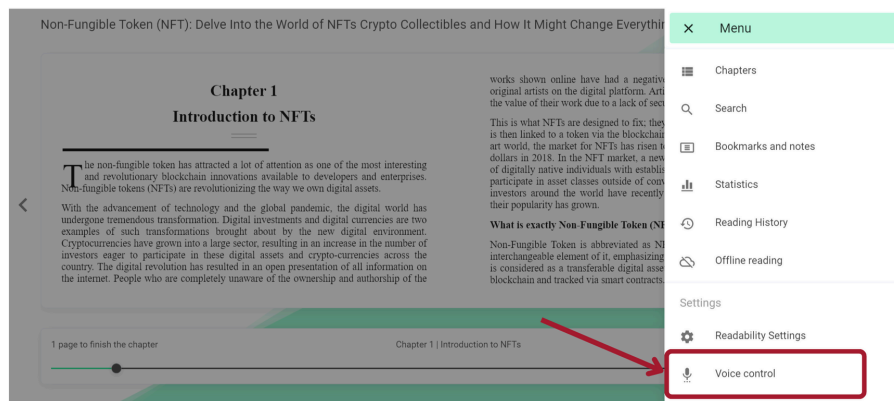 Non-Fungible Token (NFT): Delve Into the World of NFTs Crypto Collectibles and How It Might Change Everythin
Chapter 1
Introduction to NFTs
The non-fungible token has attracted a lot of attention as one of the most interesting
and revolutionary blockchain innovations available to developers and enterprises.
Non-fungible tokens (NFTs) are revolutionizing the way we own digital assets.
With the advancement of technology and the global pandemic, the digital world has
undergone tremendous transformation. Digital investments and digital currencies are two
examples of such transformations brought about by the new digital environment.
Cryptocurrencies have grown into a large sector, resulting in an increase in the number of
investors eager to participate in these digital assets and crypto-currencies across the
country. The digital revolution has resulted in an open presentation of all information on
the internet. People who are completely unaware of the ownership and authorship of the
works shown online have had a negative
original artists on the digital platform. Arti
the value of their work due to a lack of secu
This is what NFTs are designed to fix; they
is then linked to a token via the blockchain
art world, the market for NFTs has risen t
dollars in 2018. In the NFT market, a new
of digitally native individuals with establis
participate in asset classes outside of conv
investors around the world have recently
their popularity has grown.
What is exactly Non-Fungible Token (NF
Non-Fungible Token is abbreviated as NF
interchangeable element of it, emphasizing
is considered as a transferable digital asse
blockchain and tracked via smart contracts.
1 page to finish the chapter
Chapter 1 | Introduction to NFTs
Menu
Chapters
Search
Bookmarks and notes
Statistics
Reading History
Offline reading
Settings
Readability Settings
Voice control